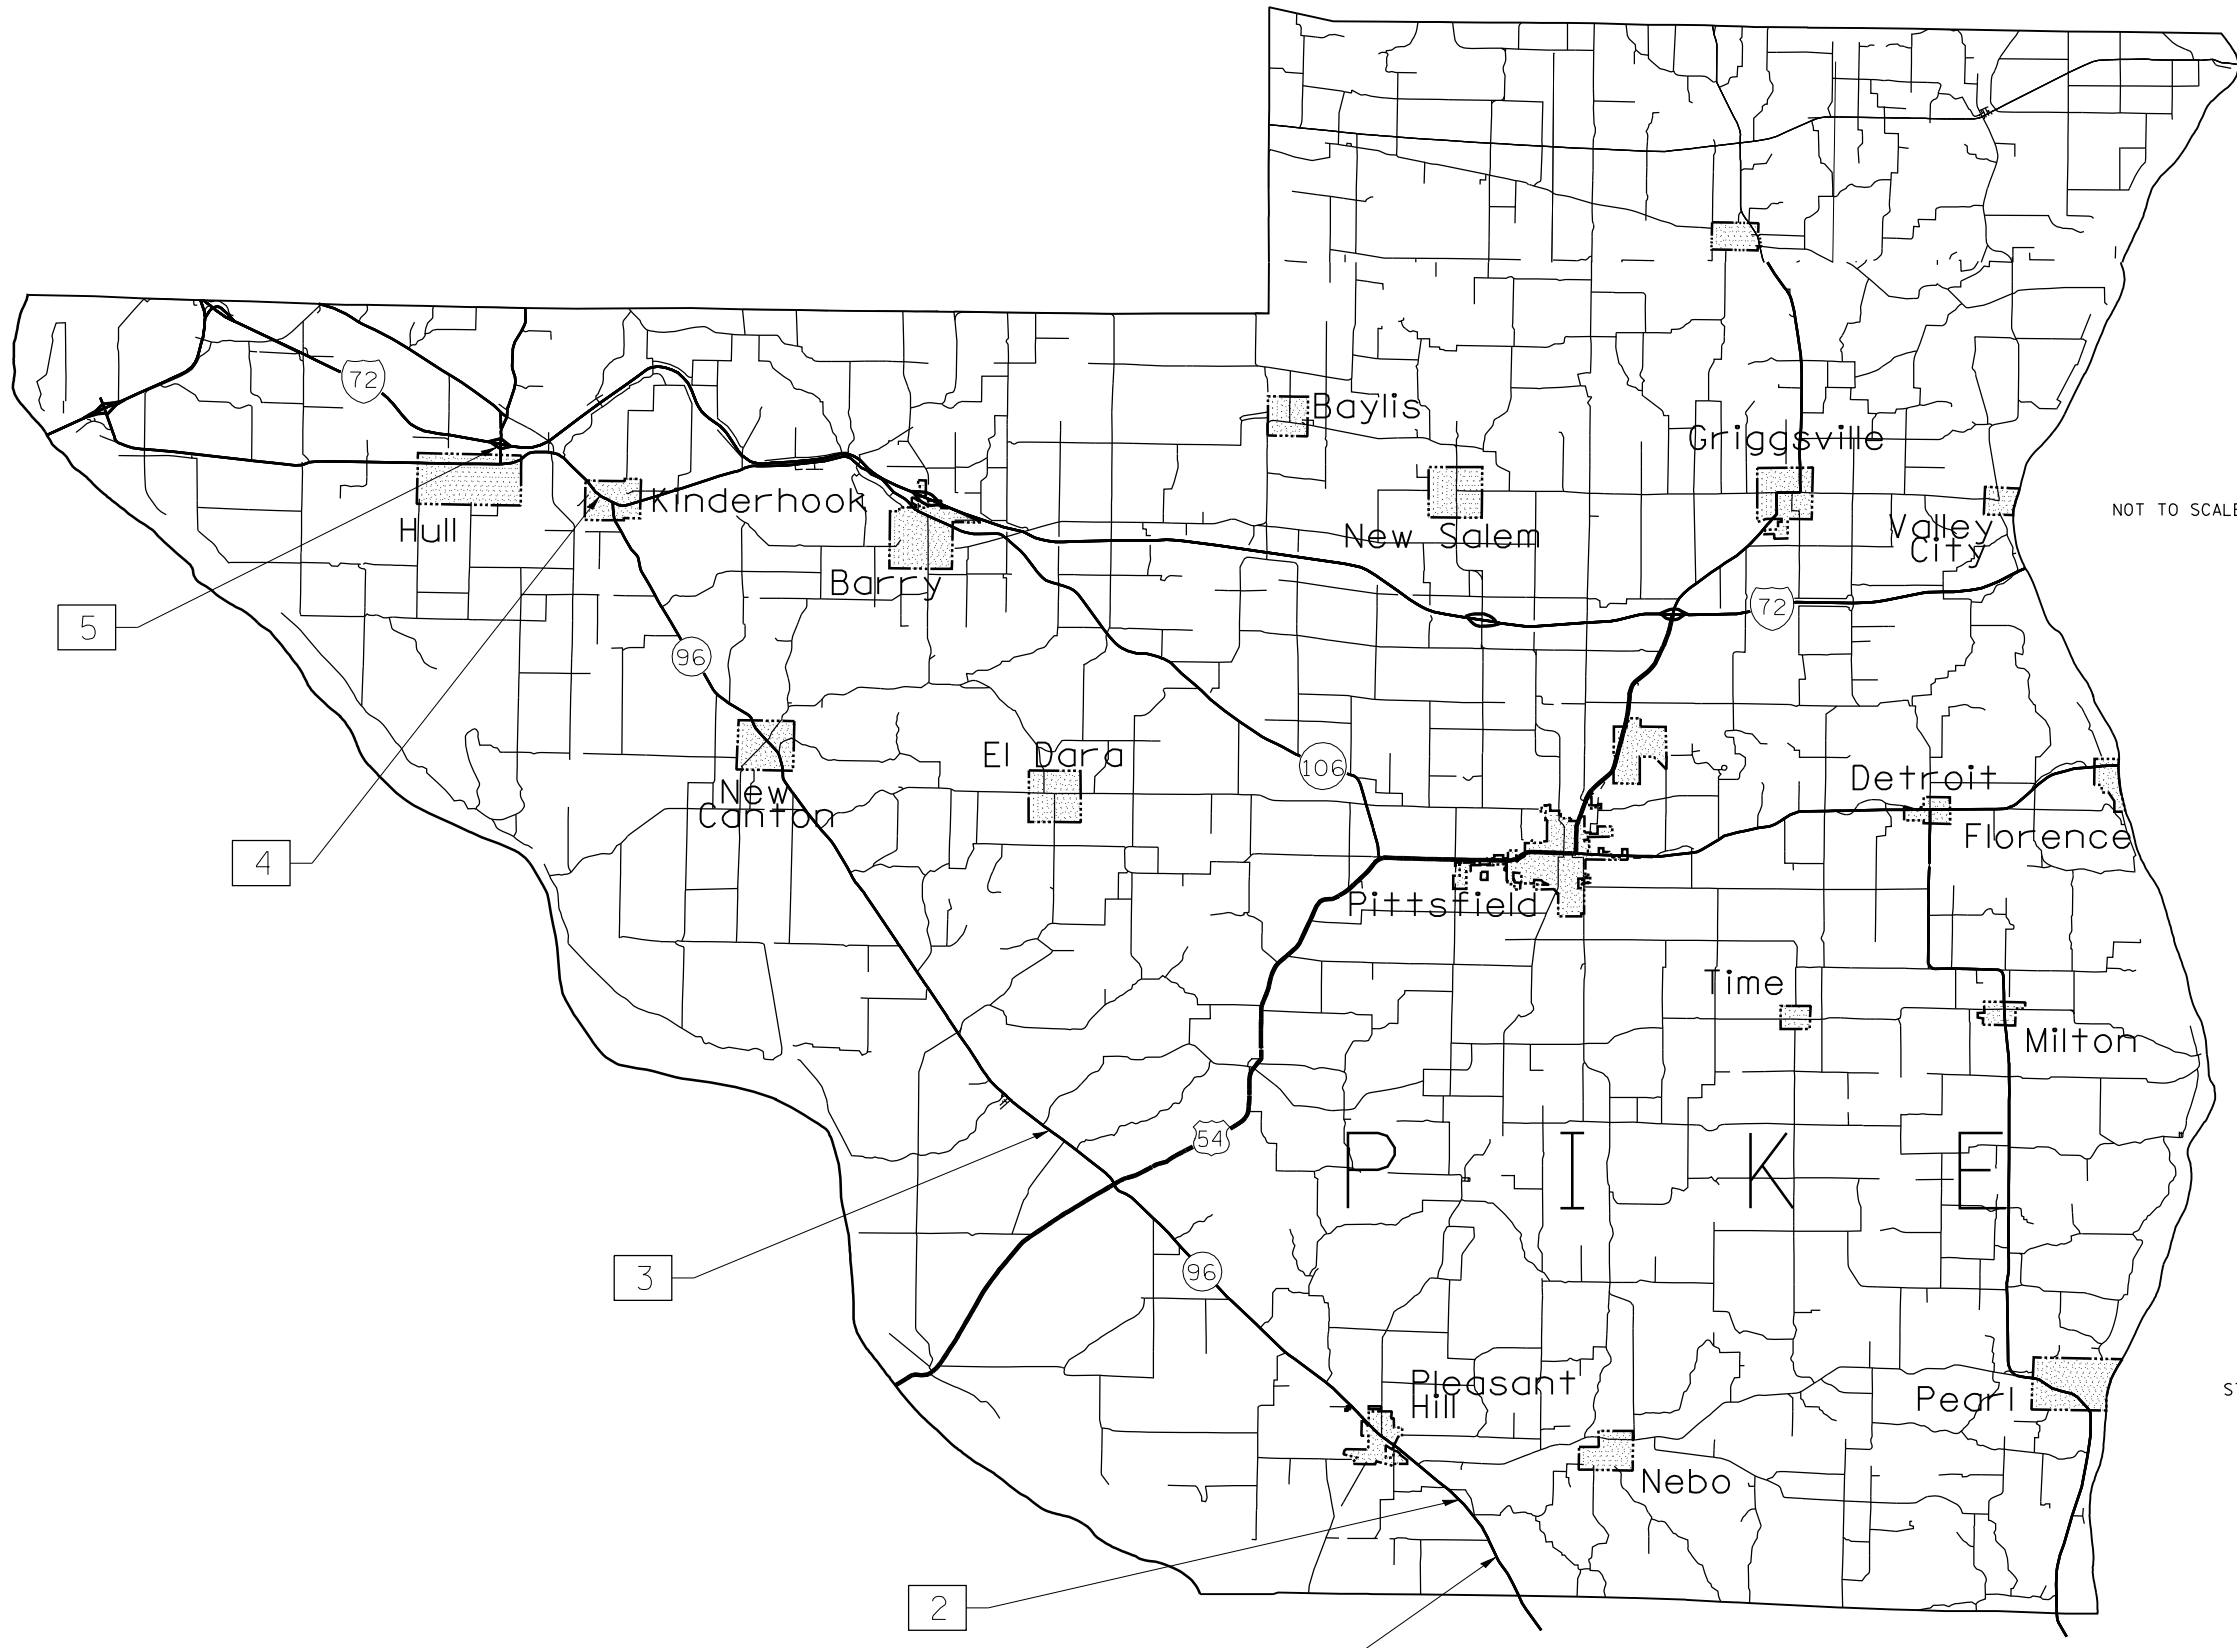 72
Baylis
Griggsville
Kinderhook
NOT TO SCALE
Hull
New Salem
Valley
City
Barry
72
5
96
El Dara
106
Detroit
New
Canton
Florence
4
Pittsfield
Time
Milton
54
P I K E
3
96
Pleasant
Hill
Pearl
Nebo
2